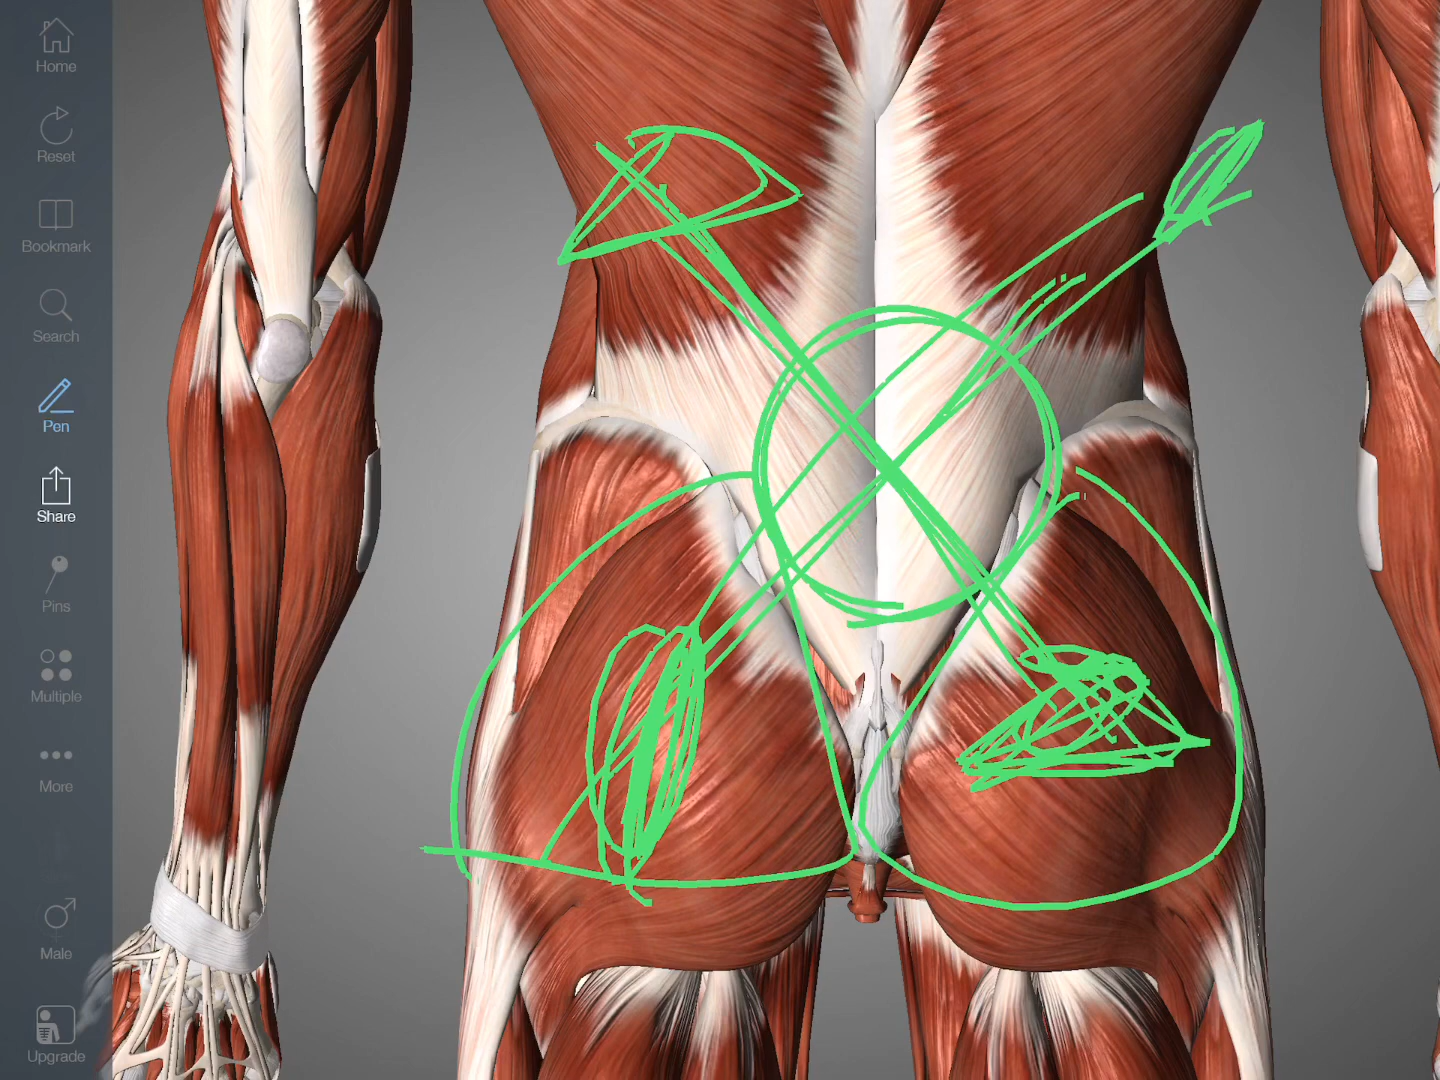 Home
Reset
Bookmark
Search
Pen
Share
Pins
Multiple
More
Male
Upgrade